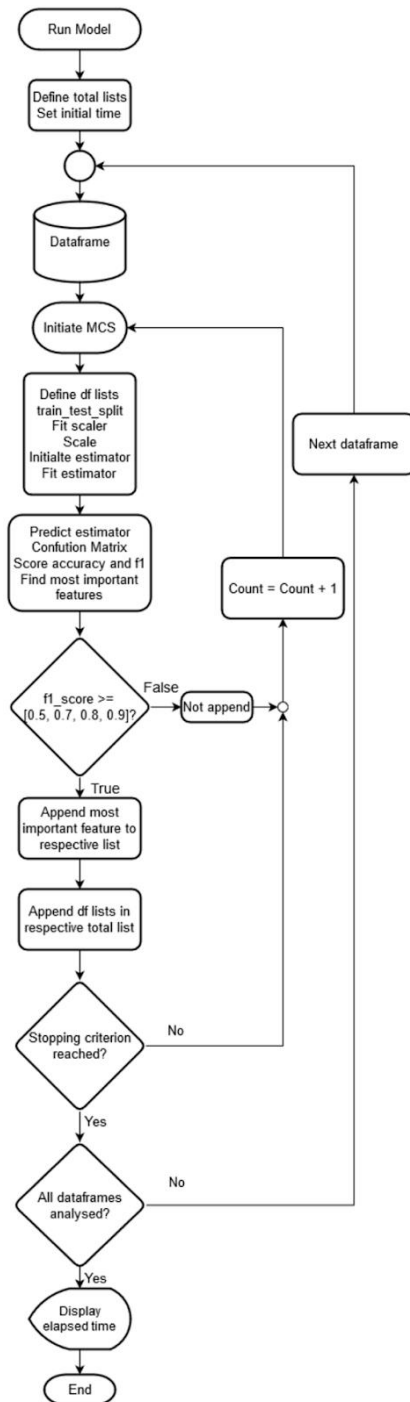 Run Model
Define total lists
Set initial time
Dataframe
Initiate MCS
Define df lists
train_test_split
Fit scaler
Scale
Initialte estimator
Fit estimator
Next dataframe
Predict estimator
Confution Matrix
Score accuracy and f1
Find most important
features
Count = Count + 1
f1_score >=
[0.5, 0.7, 0.8, 0.9]?
False
Not append
True
Append most
important feature to
respective list
Append df lists in
respective total list
Stopping criterion
reached?
No
Yes
All dataframes
analysed?
No
Yes
Display
elapsed time
End